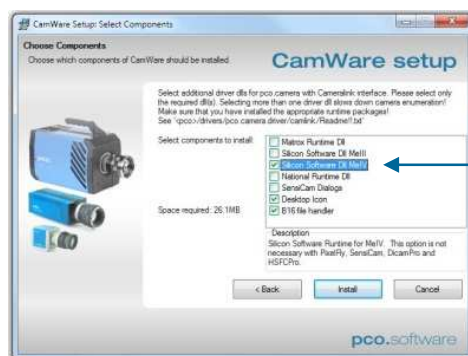 CamWare Setup: Select Components
Choose Components
Choose which components of CamWare should be installed.
CamWare setup
Select additional driver dlls for pco.camera with Cameralink interface. Please select only
the required dll(s). Selecting more than one driver dll slows down camera enumeration!
Make sure that you have installed the appropriate runtime packages!
See '<pco>/drivers/pco camera driver/camlink/Readme!!.txt'
Select components to install:
Matrox Runtime Dll
Silicon Software Dll MeIII
Silicon Software Dll MeIV
National Runtime Dll
SensiCam Dialogs
Desktop Icon
B16 file handler
Space required: 26.1MB
Description
Silicon Software Runtime for MeIV. This option is not
necessary with PixelFly, SensiCam, DicamPro and
HSFCPro.
< Back
Install
Cancel
pco.software